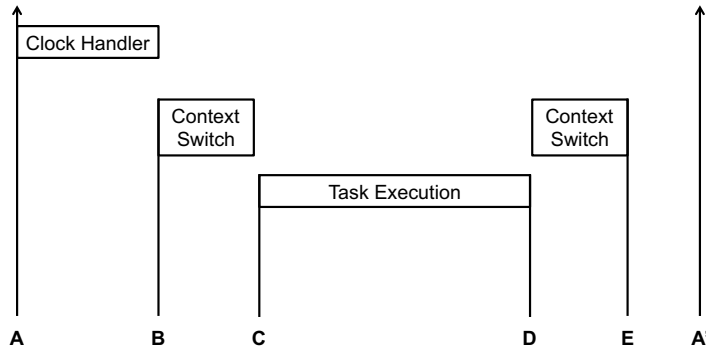 Clock Handler
Context
Switch
Context
Switch
Task Execution
A
B
C
D
E
A'